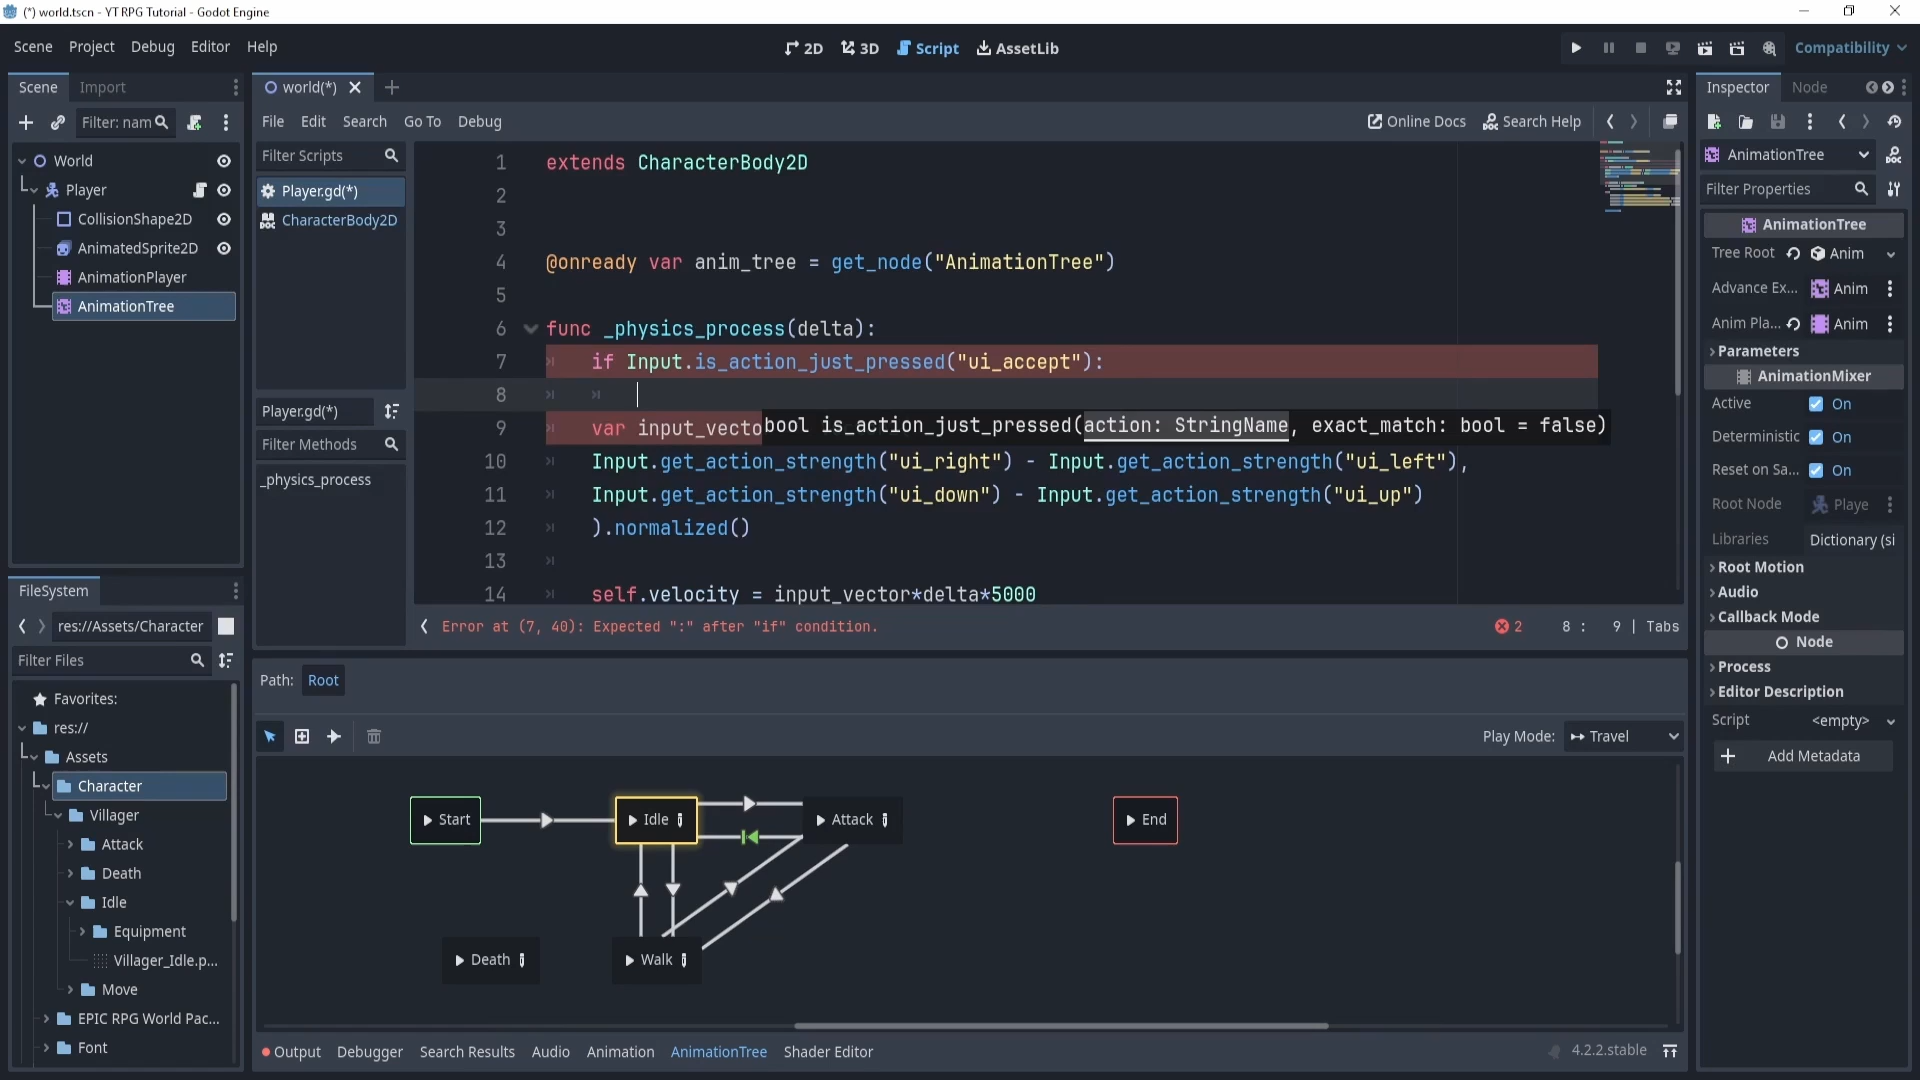 (*) world.tscn - YT RPG Tutorial - Godot Engine
Scene Project Debug Editor Help
2D 3D Script AssetLib
Compatibility
Scene Import
Filter: nam
World
Player
CollisionShape2D
AnimatedSprite2D
AnimationPlayer
AnimationTree
FileSystem
res://Assets/Character
Filter Files
Favorites:
res://
Assets
Character
Villager
Attack
Death
Idle
Equipment
Villager_Idle.p...
Move
EPIC RPG World Pac...
Font
world(*)
File Edit Search Go To Debug
Online Docs Search Help
Filter Scripts
Player.gd(*)
CharacterBody2D
Player.gd(*)
Filter Methods
_physics_process
1 extends CharacterBody2D
2
3
4 @onready var anim_tree = get_node("AnimationTree")
5
6 func _physics_process(delta):
7 if Input.is_action_just_pressed("ui_accept"):
8
9 var input_vecto
bool is_action_just_pressed(action: StringName, exact_match: bool = false)
10 Input.get_action_strength("ui_right") - Input.get_action_strength("ui_left"),
11 Input.get_action_strength("ui_down") - Input.get_action_strength("ui_up")
12 ).normalized()
13
14 self.velocity = input_vector*delta*5000
Error at (7, 40): Expected ":" after "if" condition.
2 8 : 9 | Tabs
Path: Root
Play Mode: Travel
Start
Idle
Attack
End
Death
Walk
Output Debugger Search Results Audio Animation AnimationTree Shader Editor
4.2.2.stable
Inspector Node
AnimationTree
Filter Properties
AnimationTree
Tree Root Anim
Advance Ex... Anim
Anim Pla... Anim
Parameters
AnimationMixer
Active On
Deterministic On
Reset on Sa... On
Root Node Playe
Libraries Dictionary (si
Root Motion
Audio
Callback Mode
Node
Process
Editor Description
Script <empty>
Add Metadata